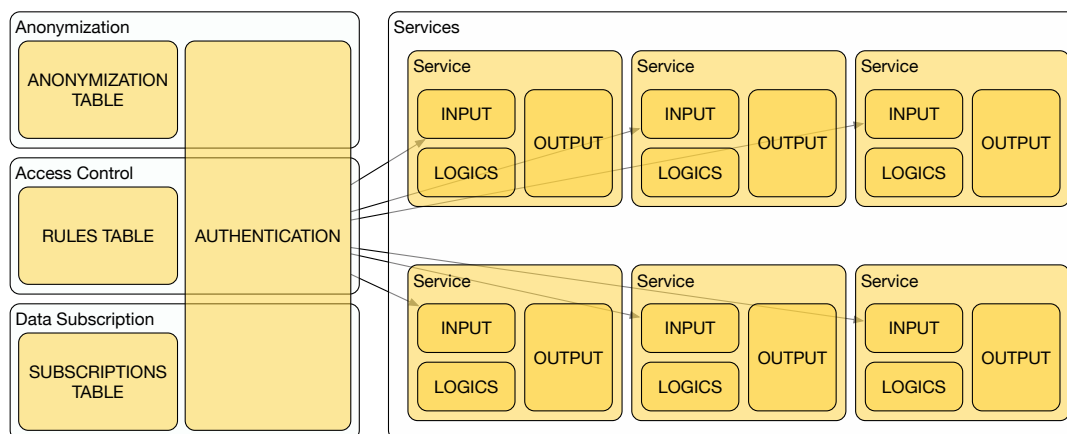 Anonymization
ANONYMIZATION
TABLE
Access Control
RULES TABLE
AUTHENTICATION
Data Subscription
SUBSCRIPTIONS
TABLE
Services
Service
INPUT
LOGICS
OUTPUT
Service
INPUT
LOGICS
OUTPUT
Service
INPUT
LOGICS
OUTPUT
Service
INPUT
LOGICS
OUTPUT
Service
INPUT
LOGICS
OUTPUT
Service
INPUT
LOGICS
OUTPUT